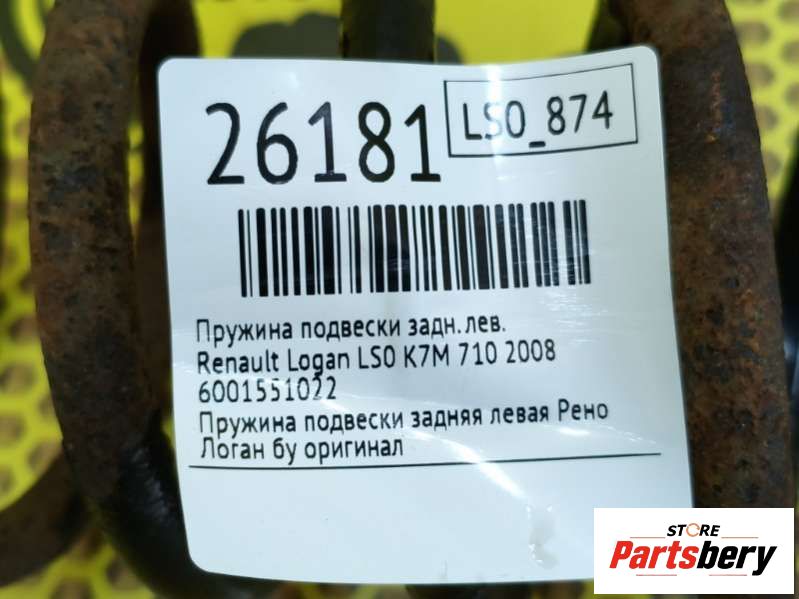 26181
LS0_874
Пружина подвески задн.лев.
Renault Logan LS0 K7M 710 2008
6001551022
Пружина подвески задняя левая Рено
Логан бу оригинал
STORE
Partsbery